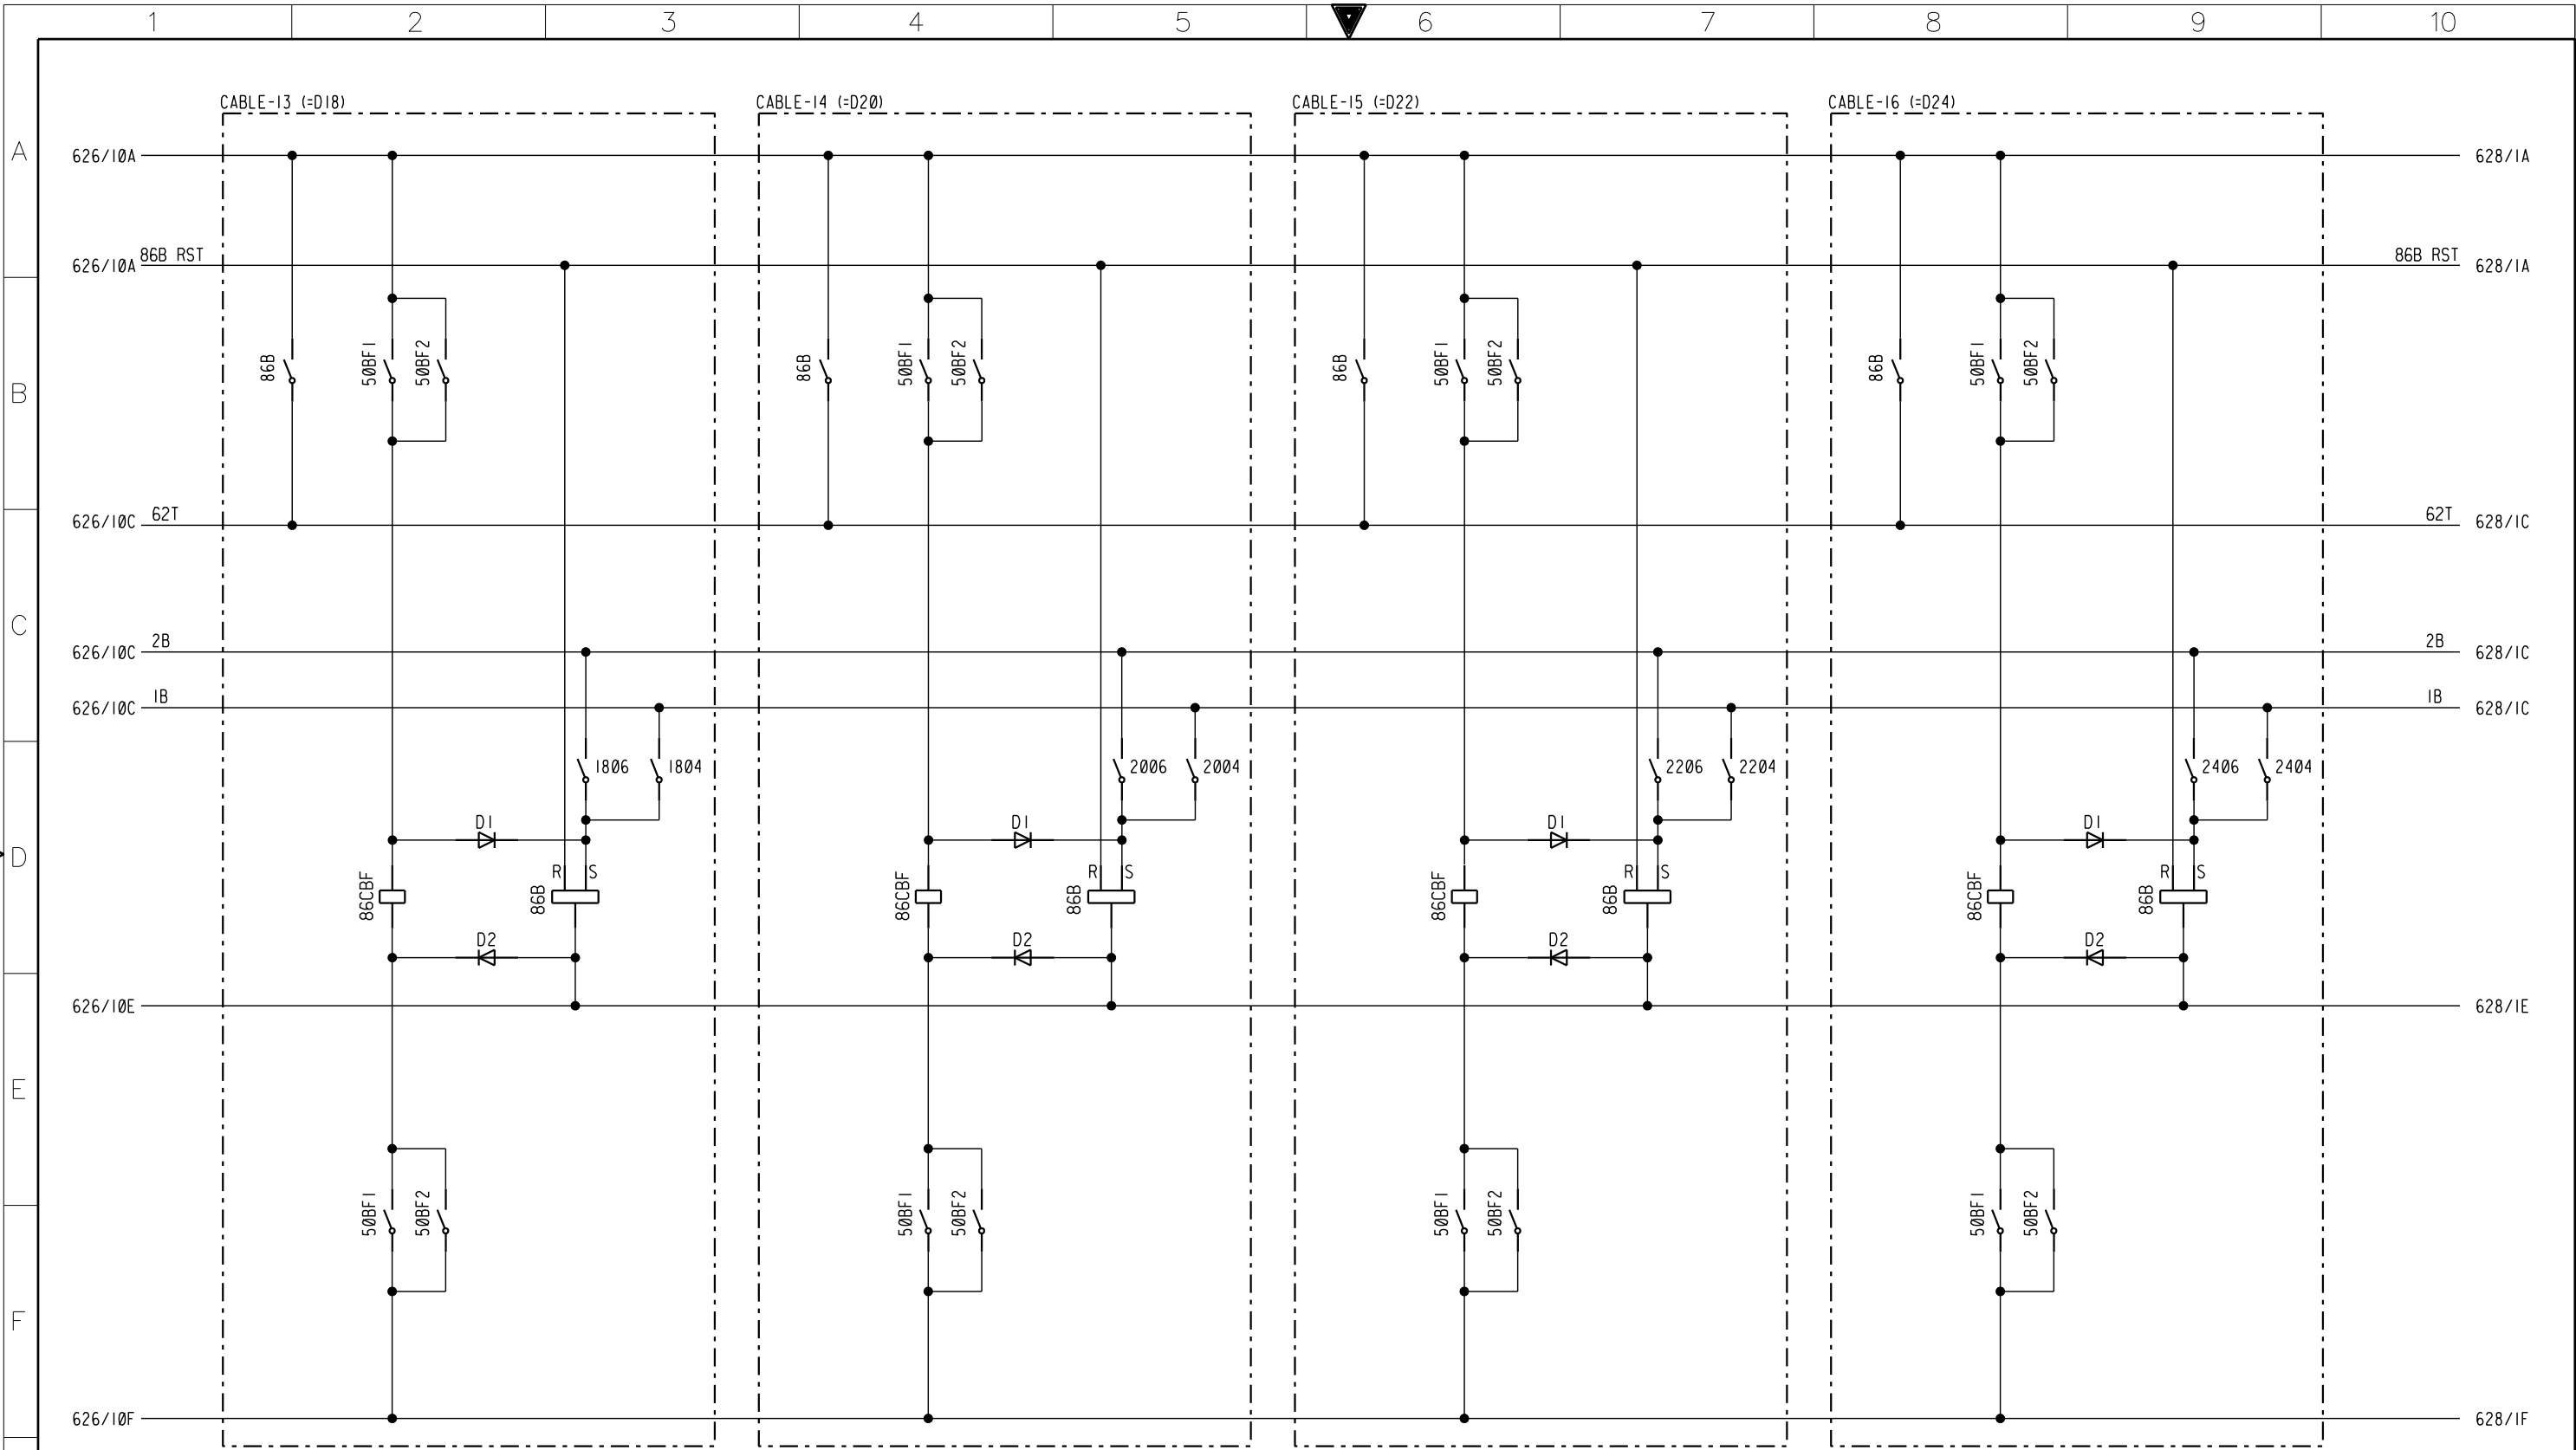 1 2 3 4 5 6 7 8 9 10
CABLE-13 (=D18) CABLE-14 (=D20) CABLE-15 (=D22) CABLE-16 (=D24)
A
626/10A 628/1A
626/10A 86B RST 86B RST 628/1A
86B 50BF1 50BF2 86B 50BF1 50BF2 86B 50BF1 50BF2 86B 50BF1 50BF2
B
626/10C 62T 62T 628/1C
C
626/10C 2B 2B 628/1C
626/10C 1B 1B 628/1C
1806 1804 2006 2004 2206 2204 2406 2404
D1 D1 D1 D1
D
R S R S R S R S
86CBF 86B 86CBF 86B 86CBF 86B 86CBF 86B
D2 D2 D2 D2
626/10E 628/1E
E
50BF1 50BF2 50BF1 50BF2 50BF1 50BF2 50BF1 50BF2
F
626/10F 628/1F